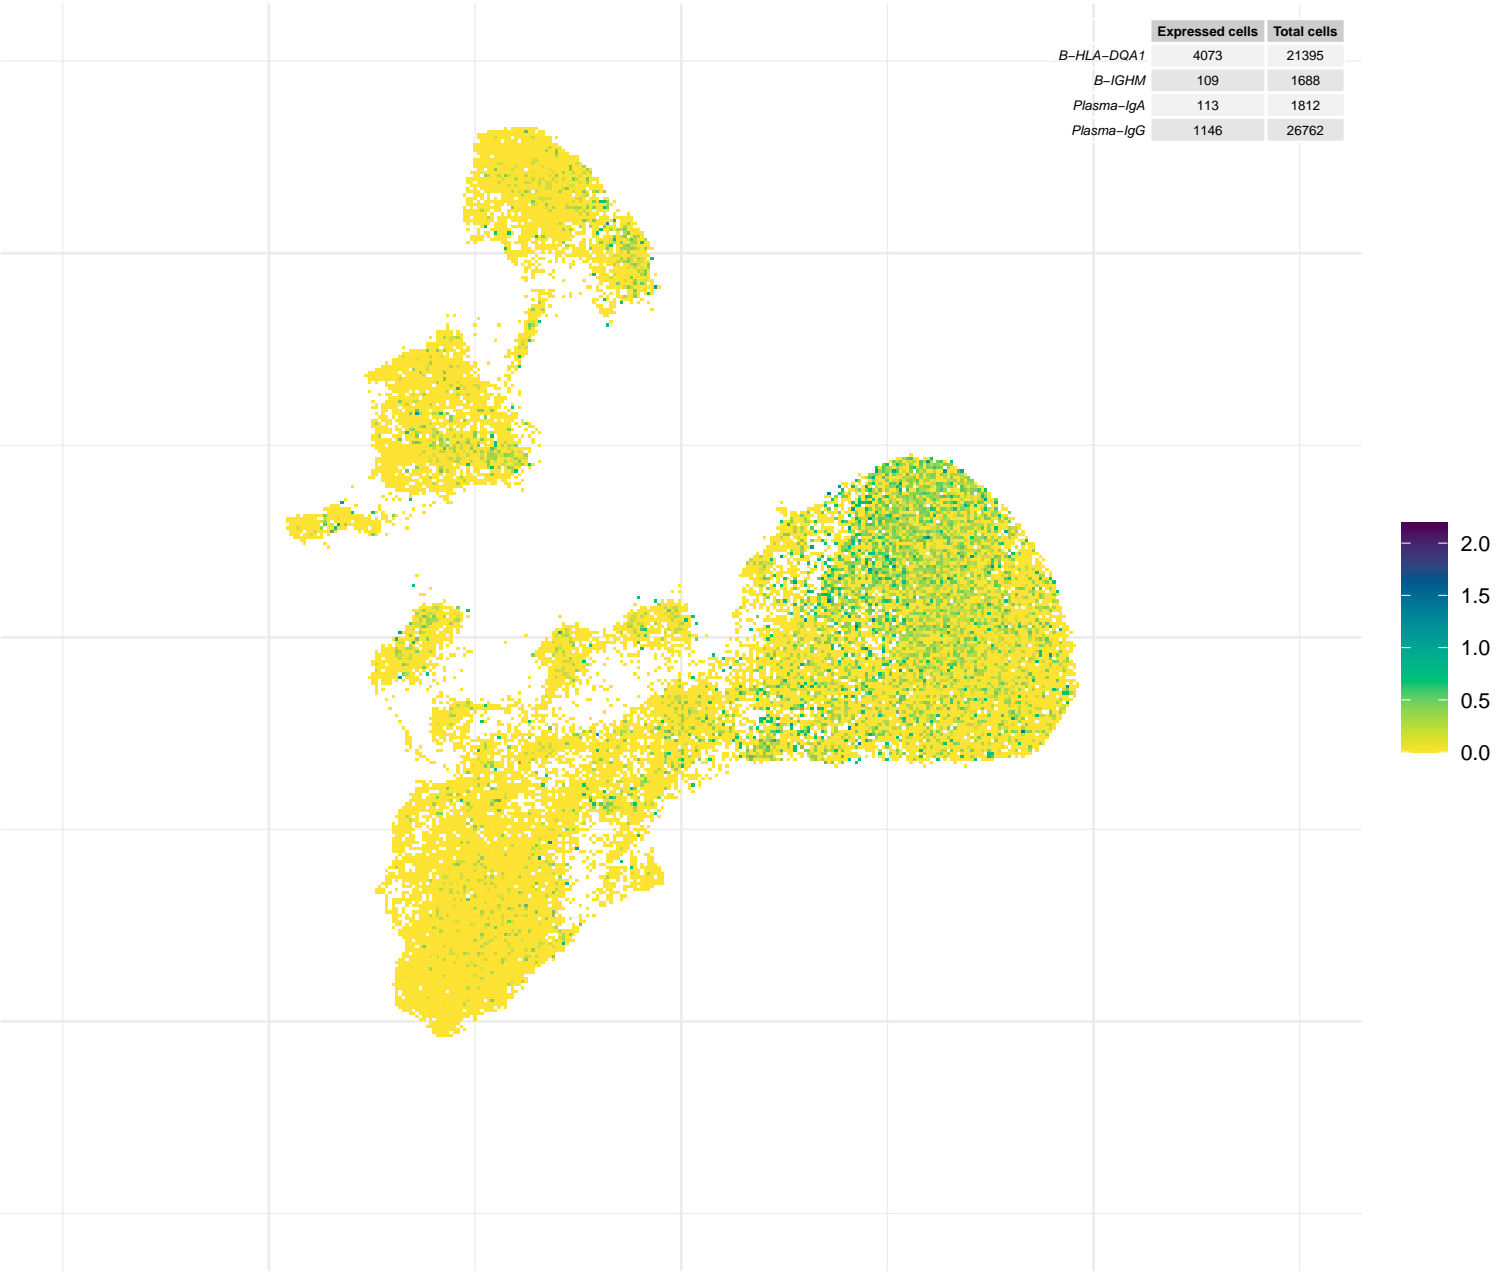 Expressed cells Total cells
B−HLA−DQA1 4073 21395
B−IGHM 109 1688
Plasma−IgA 113 1812
Plasma−IgG 1146 26762
2.0
1.5
1.0
0.5
0.0